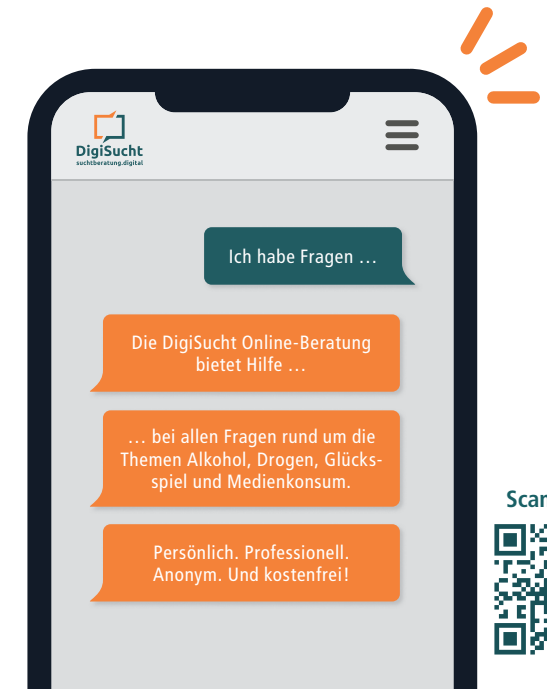 DigiSucht
suchtberatung.digital
Ich habe Fragen …
Die DigiSucht Online-Beratung
bietet Hilfe …
… bei allen Fragen rund um die
Themen Alkohol, Drogen, Glücks-
spiel und Medienkonsum.
Persönlich. Professionell.
Anonym. Und kostenfrei!
Scan